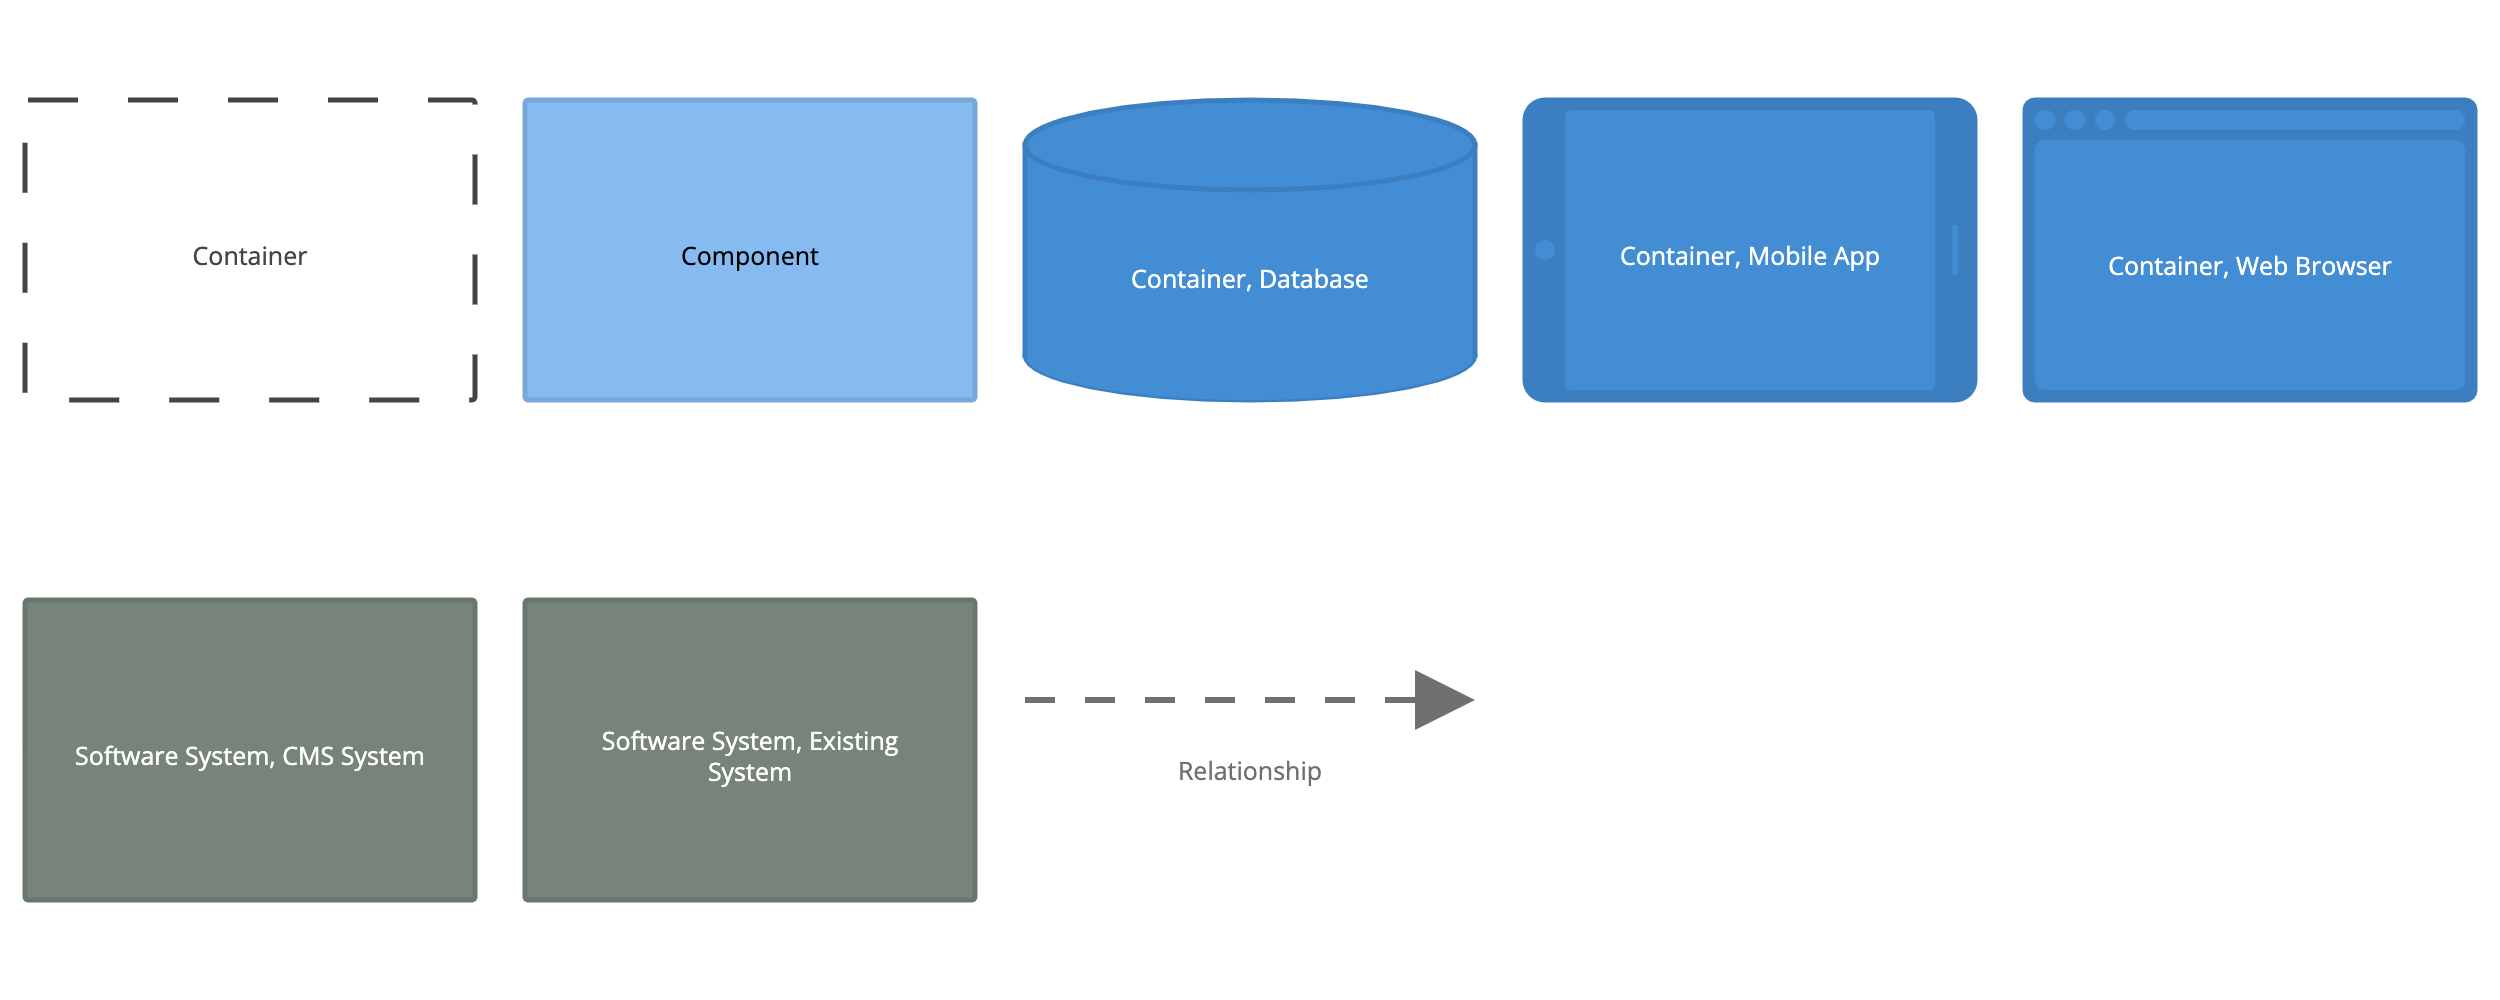 Container
Component
Container, Database
Container, Mobile App
Container, Web Browser
Software System, CMS System
Software System, Existing
System
Relationship